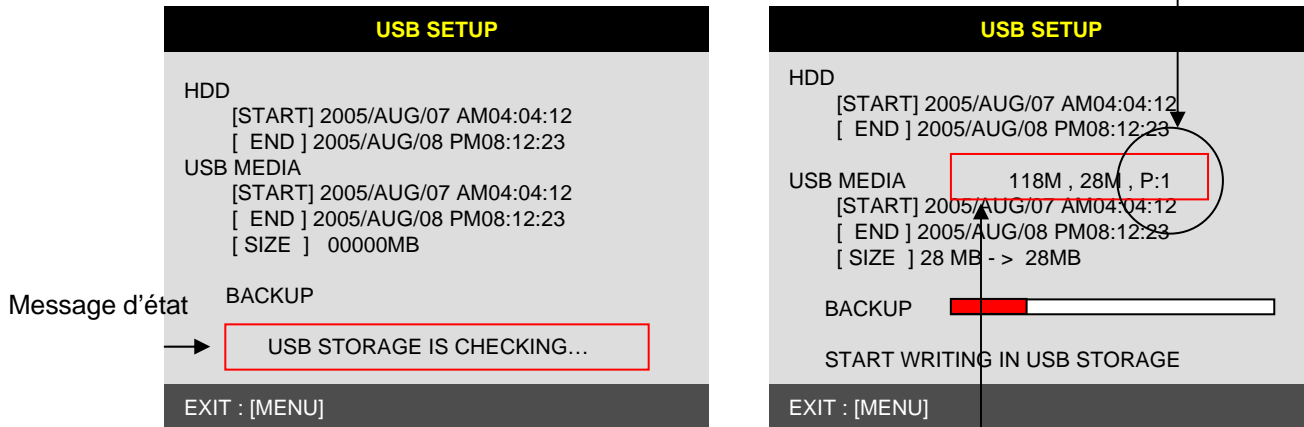 USB SETUP
HDD
[START] 2005/AUG/07 AM04:04:12
[ END ] 2005/AUG/08 PM08:12:23
USB MEDIA
[START] 2005/AUG/07 AM04:04:12
[ END ] 2005/AUG/08 PM08:12:23
[ SIZE ] 00000MB
BACKUP
Message d'état
USB STORAGE IS CHECKING…
EXIT : [MENU]
USB SETUP
HDD
[START] 2005/AUG/07 AM04:04:12
[ END ] 2005/AUG/08 PM08:12:23
USB MEDIA 118M , 28M , P:1
[START] 2005/AUG/07 AM04:04:12
[ END ] 2005/AUG/08 PM08:12:23
[ SIZE ] 28 MB - > 28MB
BACKUP
START WRITING IN USB STORAGE
EXIT : [MENU]